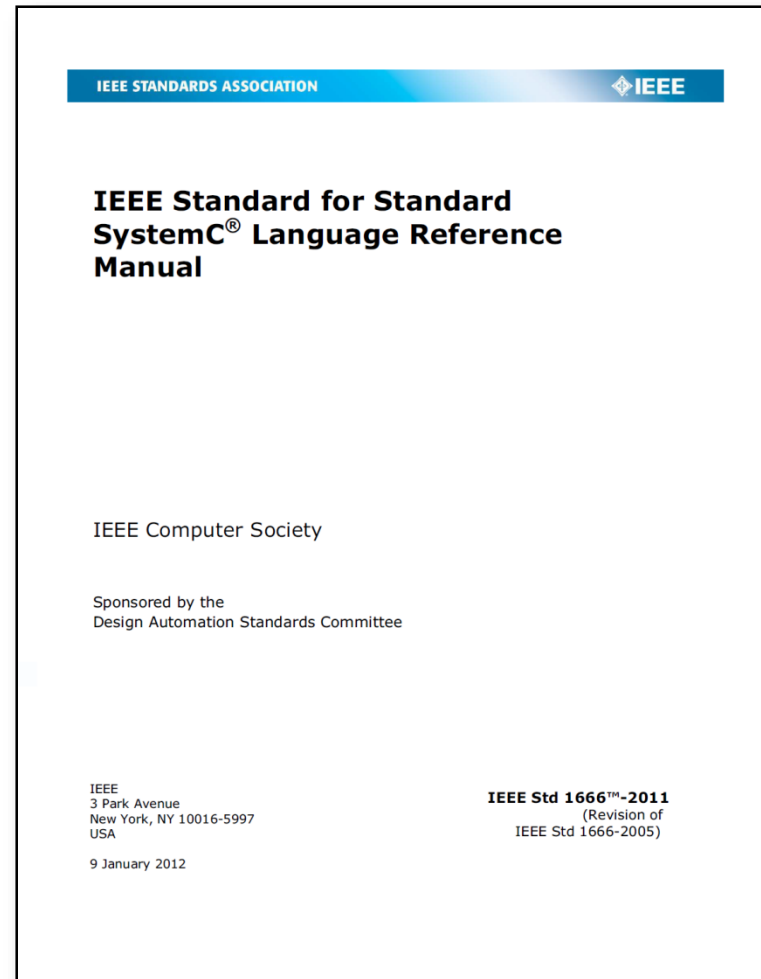 IEEE STANDARDS ASSOCIATION
IEEE
IEEE Standard for Standard
SystemC® Language Reference
Manual
IEEE Computer Society
Sponsored by the
Design Automation Standards Committee
IEEE
3 Park Avenue
New York, NY 10016-5997
USA
9 January 2012
IEEE Std 1666™-2011
(Revision of
IEEE Std 1666-2005)